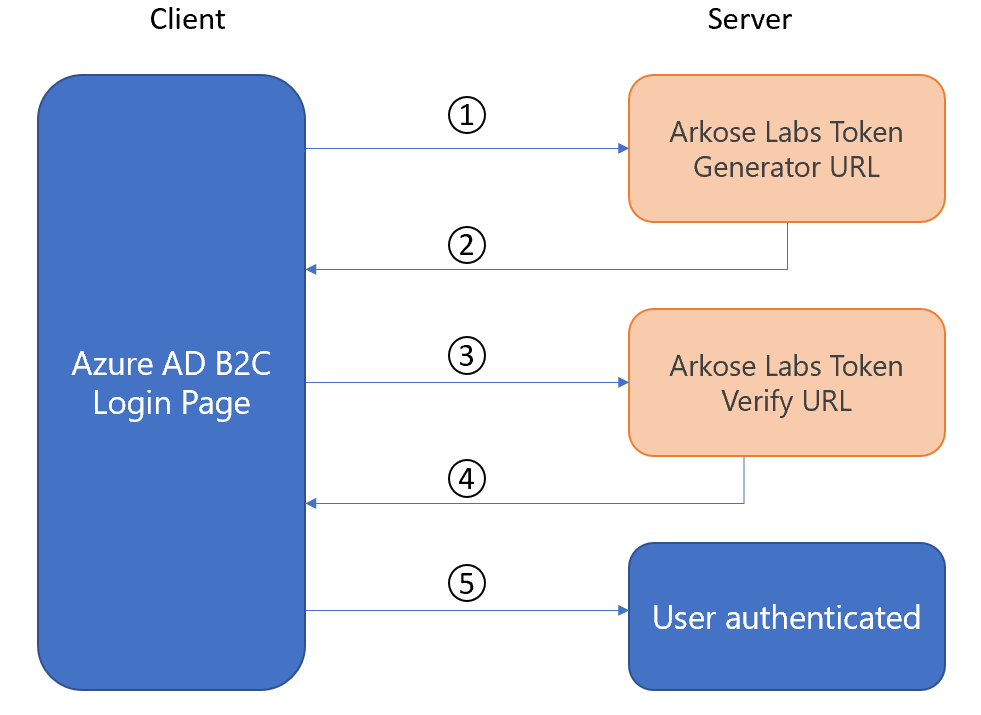 Client
Server
①
Arkose Labs Token
Generator URL
②
Azure AD B2C
Login Page
③
Arkose Labs Token
Verify URL
④
⑤
User authenticated